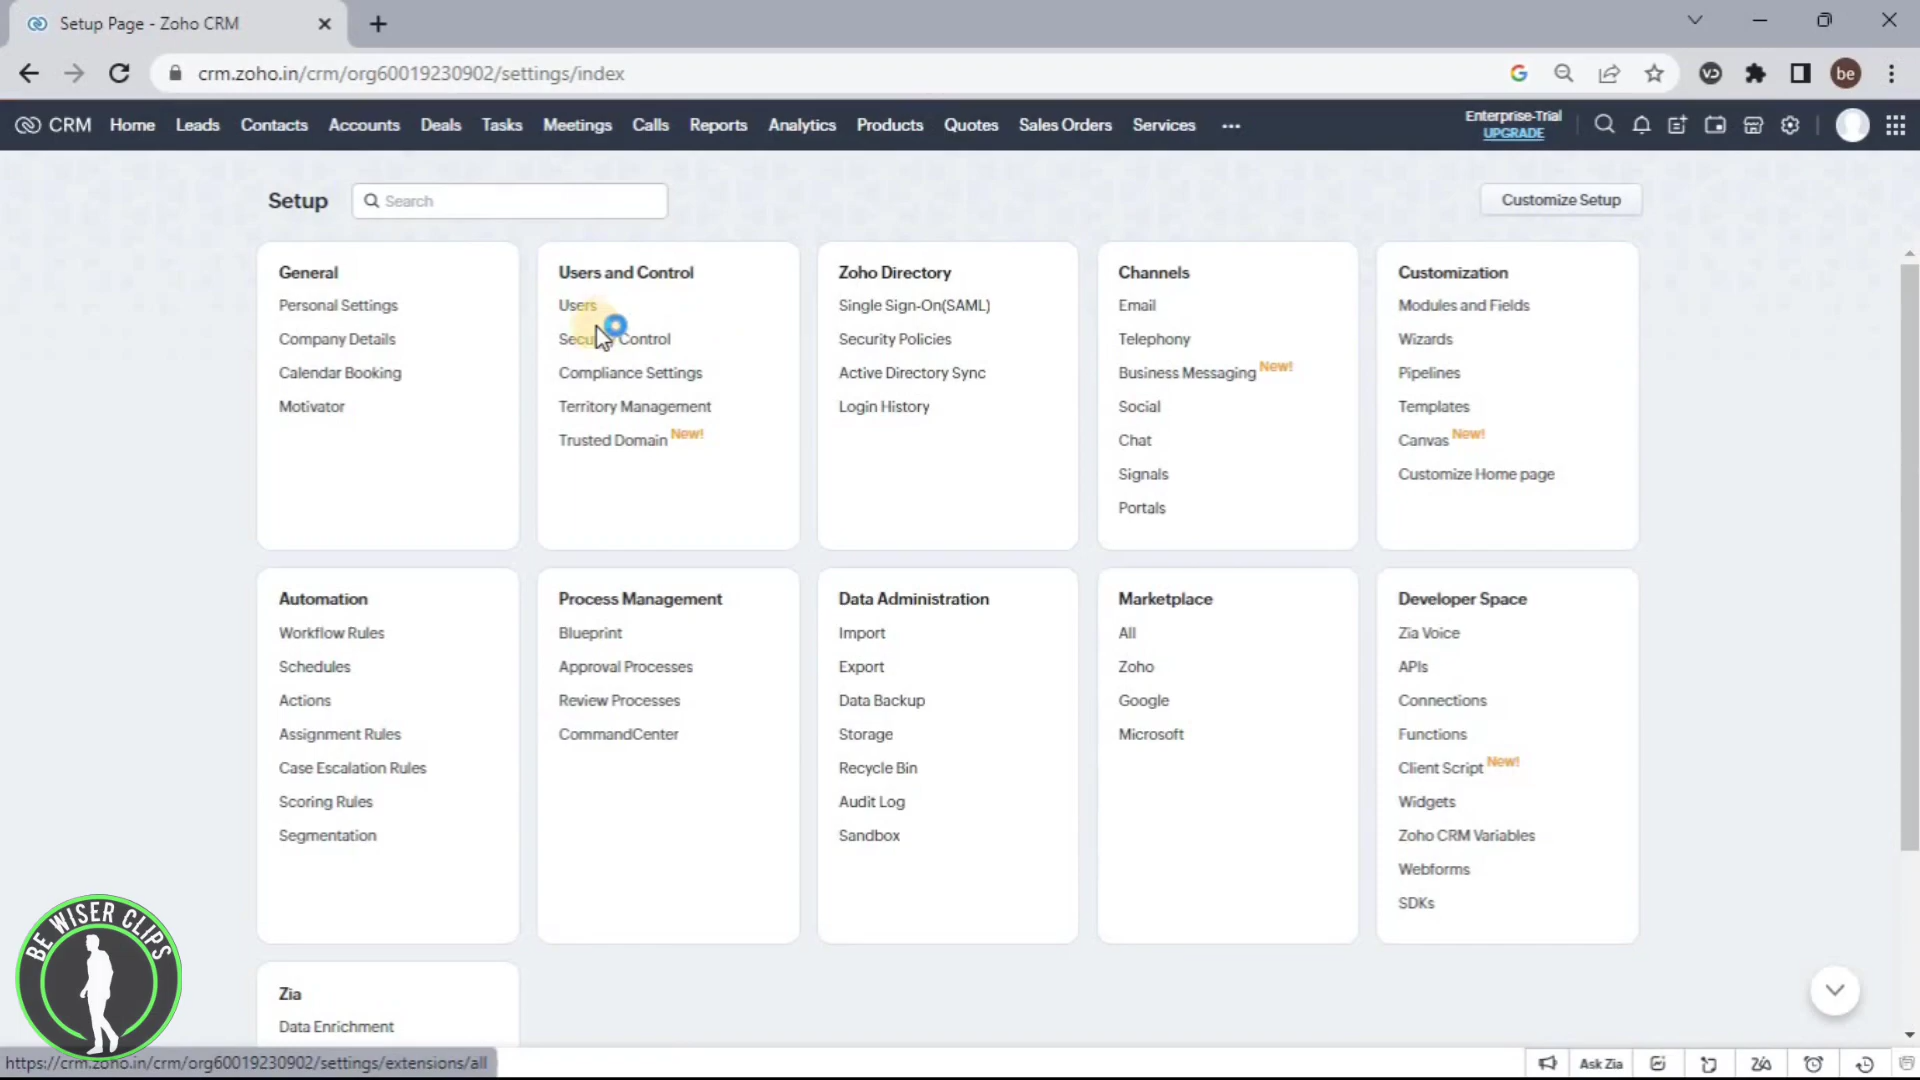 Setup Page - Zoho CRM
crm.zoho.in/crm/org60019230902/settings/index
be
CRM Home Leads Contacts Accounts Deals Tasks Meetings Calls Reports Analytics Products Quotes Sales Orders Services ...
Enterprise-Trial
UPGRADE
Setup
Search
Customize Setup
General
Personal Settings
Company Details
Calendar Booking
Motivator
Users and Control
Users
Security Control
Compliance Settings
Territory Management
Trusted Domain New!
Zoho Directory
Single Sign-On(SAML)
Security Policies
Active Directory Sync
Login History
Channels
Email
Telephony
Business Messaging New!
Social
Chat
Signals
Portals
Customization
Modules and Fields
Wizards
Pipelines
Templates
Canvas New!
Customize Home page
Automation
Workflow Rules
Schedules
Actions
Assignment Rules
Case Escalation Rules
Scoring Rules
Segmentation
Process Management
Blueprint
Approval Processes
Review Processes
CommandCenter
Data Administration
Import
Export
Data Backup
Storage
Recycle Bin
Audit Log
Sandbox
Marketplace
All
Zoho
Google
Microsoft
Developer Space
Zia Voice
APIs
Connections
Functions
Client Script New!
Widgets
Zoho CRM Variables
Webforms
SDKs
Zia
Data Enrichment
BE WISER CLIPS
https://crm.zoho.in/crm/org60019230902/settings/extensions/all
Ask Zia